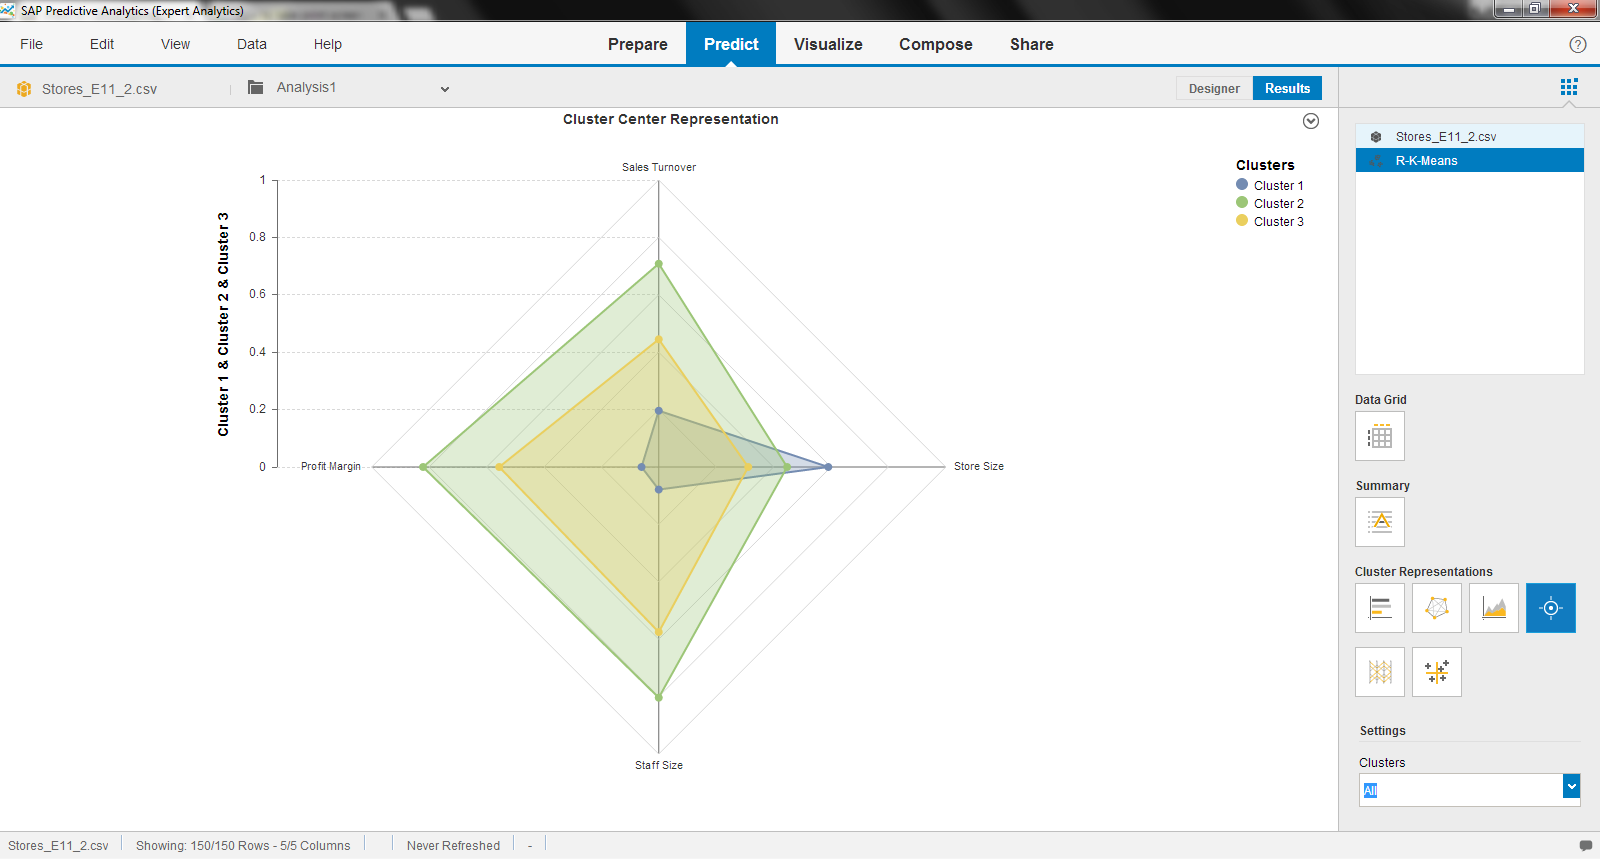 SAP Predictive Analytics (Expert Analytics)
File Edit View Data Help Prepare Predict Visualize Compose Share ?
Stores_E11_2.csv Analysis1 Designer Results
Cluster Center Representation
Clusters
Cluster 1
Cluster 2
Cluster 3
Cluster 1 & Cluster 2 & Cluster 3
1
0.8
0.6
0.4
0.2
0
Sales Turnover
Profit Margin
Store Size
Staff Size
Stores_E11_2.csv
R-K-Means
Data Grid
Summary
Cluster Representations
Settings
Clusters
All
Stores_E11_2.csv Showing: 150/150 Rows - 5/5 Columns Never Refreshed -